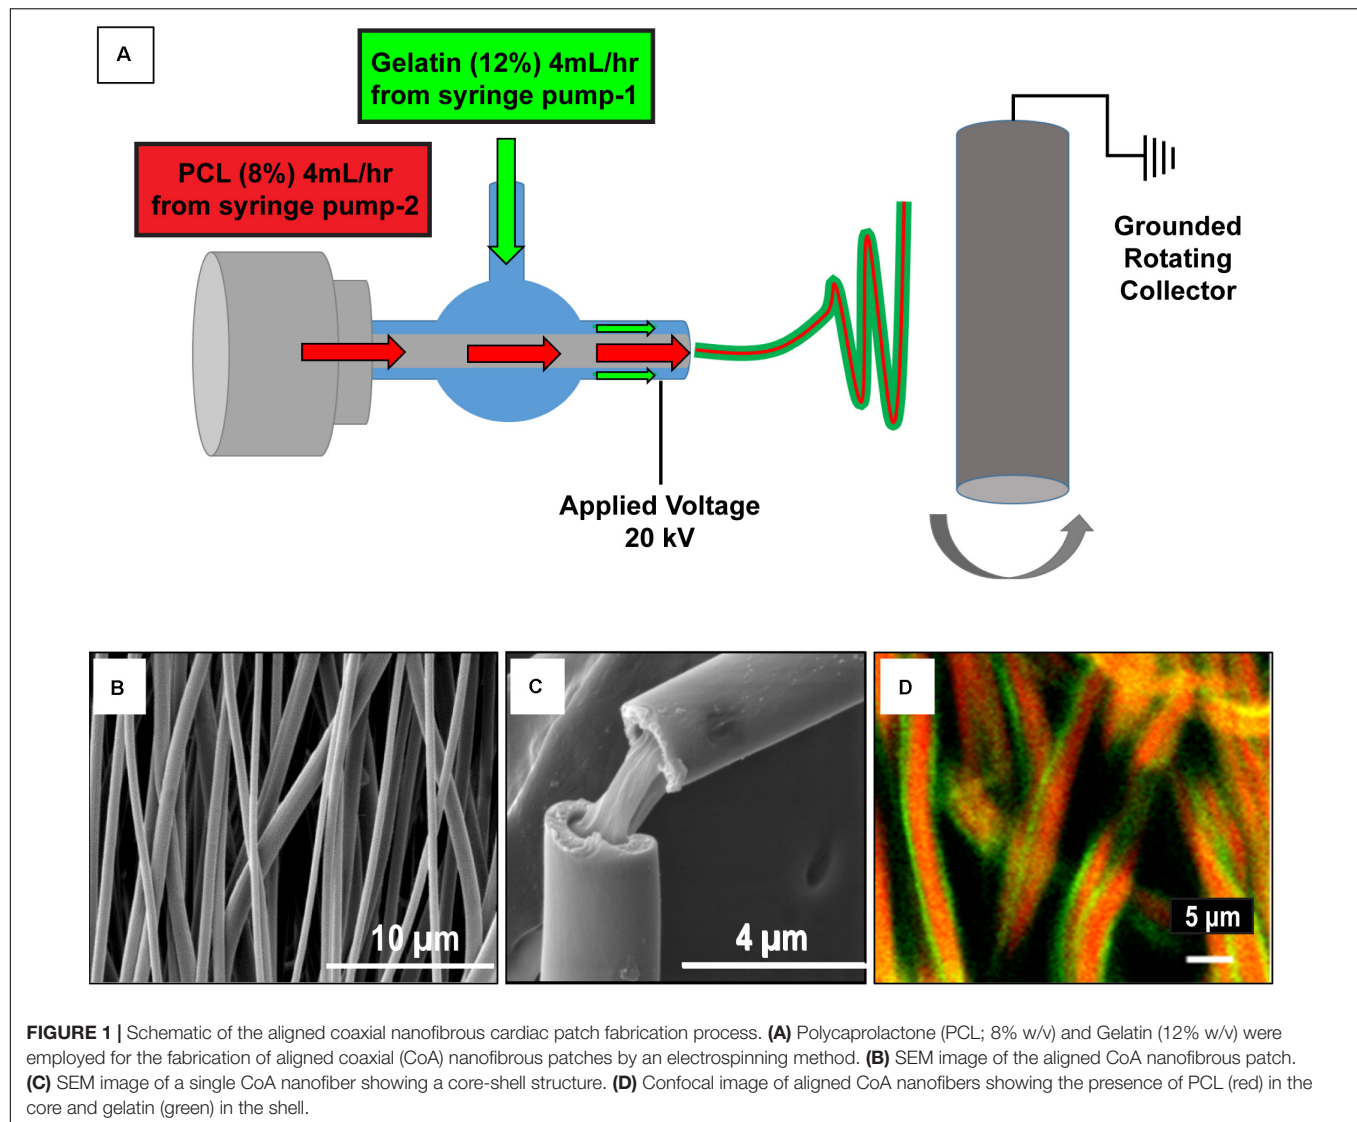 A
Gelatin (12%) 4mL/hr
from syringe pump-1
PCL (8%) 4mL/hr
from syringe pump-2
Grounded
Rotating
Collector
Applied Voltage
20 kV
B
10 µm
C
4 µm
D
5 µm
FIGURE 1 | Schematic of the aligned coaxial nanofibrous cardiac patch fabrication process. (A) Polycaprolactone (PCL; 8% w/v) and Gelatin (12% w/v) were
employed for the fabrication of aligned coaxial (CoA) nanofibrous patches by an electrospinning method. (B) SEM image of the aligned CoA nanofibrous patch.
(C) SEM image of a single CoA nanofiber showing a core-shell structure. (D) Confocal image of aligned CoA nanofibers showing the presence of PCL (red) in the
core and gelatin (green) in the shell.